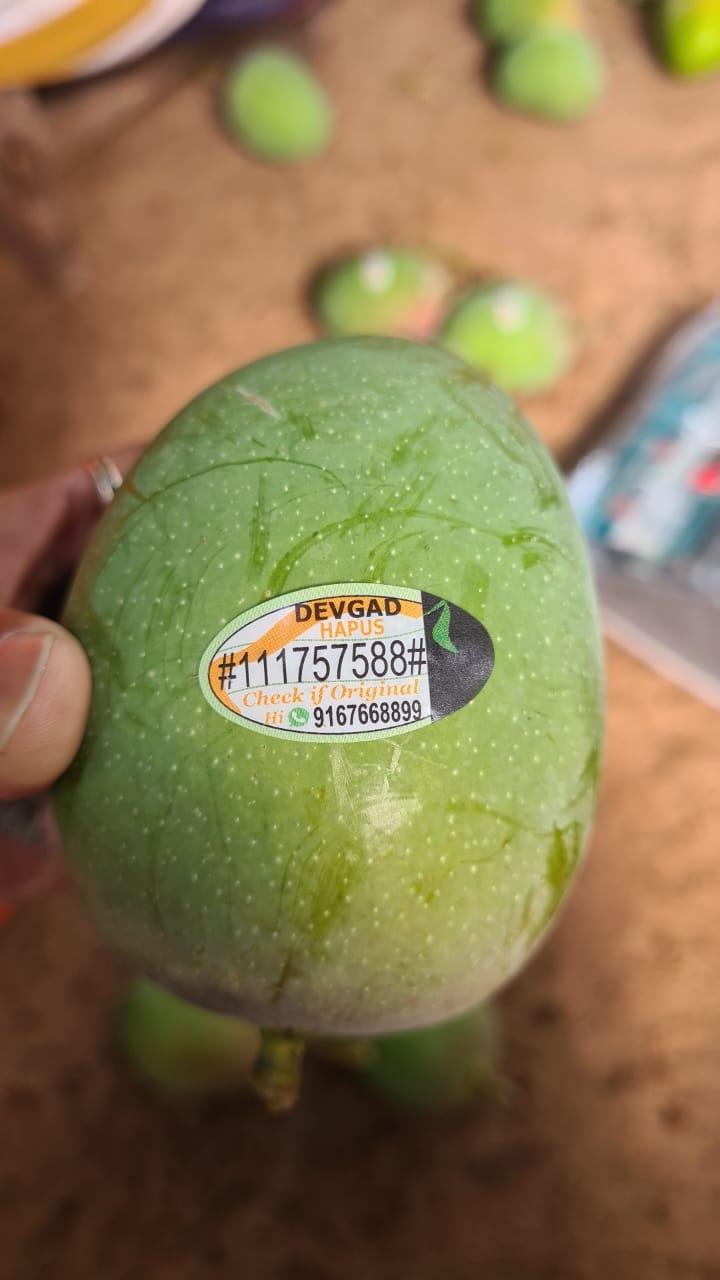 DEVGAD
HAPUS
#111757588#
Check if Original
Hi 9167668899